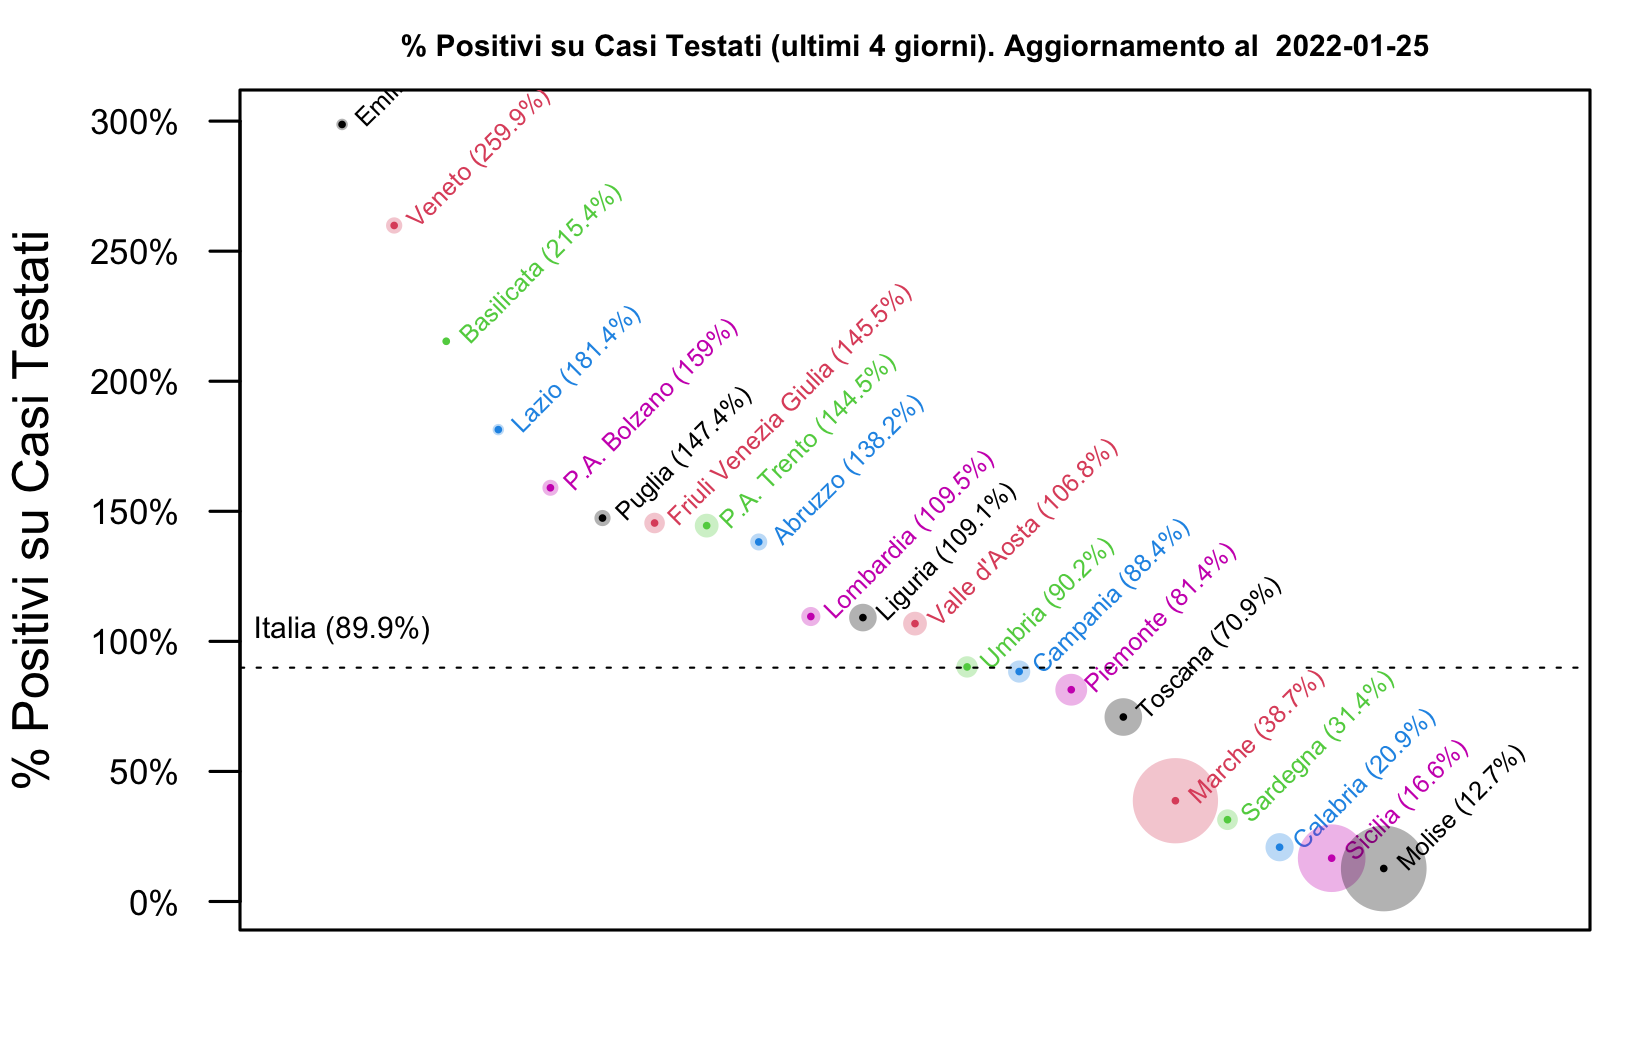 % Positivi su Casi Testati (ultimi 4 giorni). Aggiornamento al 2022-01-25
% Positivi su Casi Testati
300%
250%
200%
150%
100%
50%
0%
Veneto (259.9%)
Basilicata (215.4%)
Lazio (181.4%)
P.A. Bolzano (159%)
Puglia (147.4%)
Friuli Venezia Giulia (145.5%)
P.A. Trento (144.5%)
Abruzzo (138.2%)
Lombardia (109.5%)
Liguria (109.1%)
Valle d'Aosta (106.8%)
Italia (89.9%)
Umbria (90.2%)
Campania (88.4%)
Piemonte (81.4%)
Toscana (70.9%)
Marche (38.7%)
Sardegna (31.4%)
Calabria (20.9%)
Sicilia (16.6%)
Molise (12.7%)